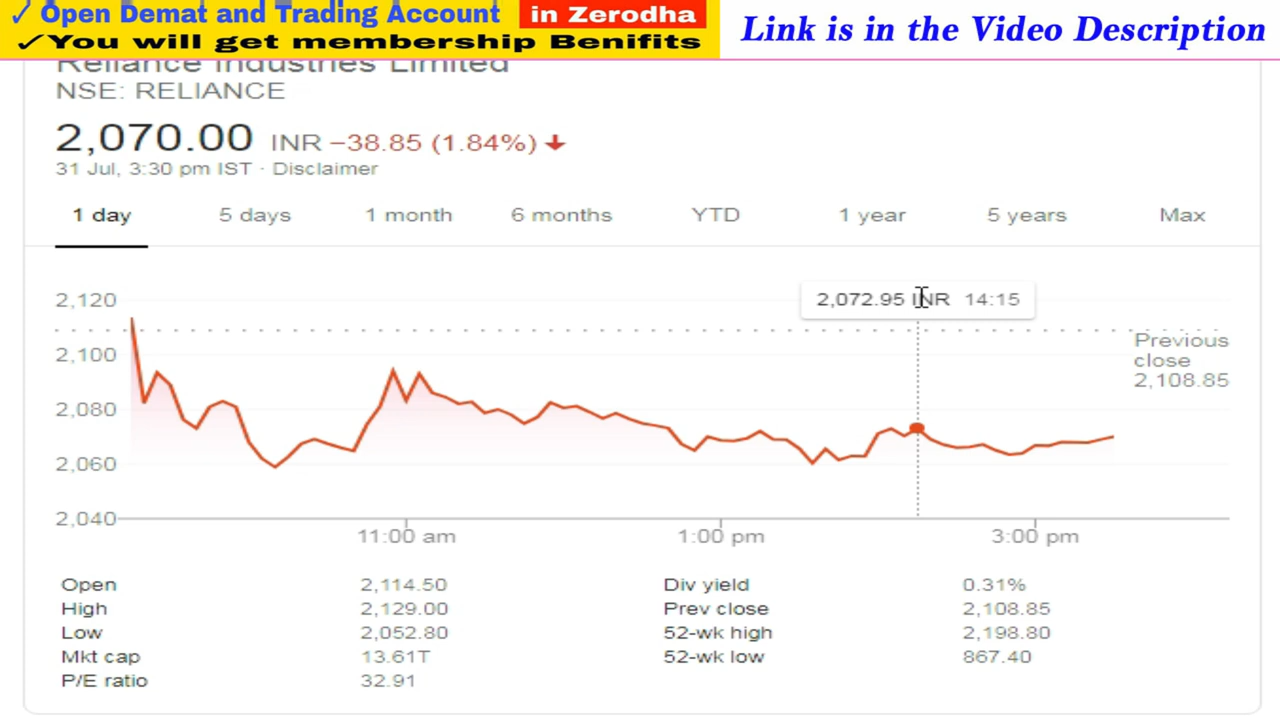 ✓ Open Demat and Trading Account in Zerodha
✓You will get membership Benifits
Link is in the Video Description
Reliance Industries Limited
NSE: RELIANCE
2,070.00 INR −38.85 (1.84%)
31 Jul, 3:30 pm IST · Disclaimer
1 day 5 days 1 month 6 months YTD 1 year 5 years Max
2,072.95 INR 14:15
2,120
2,100
2,080
2,060
2,040
Previous
close
2,108.85
11:00 am 1:00 pm 3:00 pm
Open 2,114.50 Div yield 0.31%
High 2,129.00 Prev close 2,108.85
Low 2,052.80 52-wk high 2,198.80
Mkt cap 13.61T 52-wk low 867.40
P/E ratio 32.91